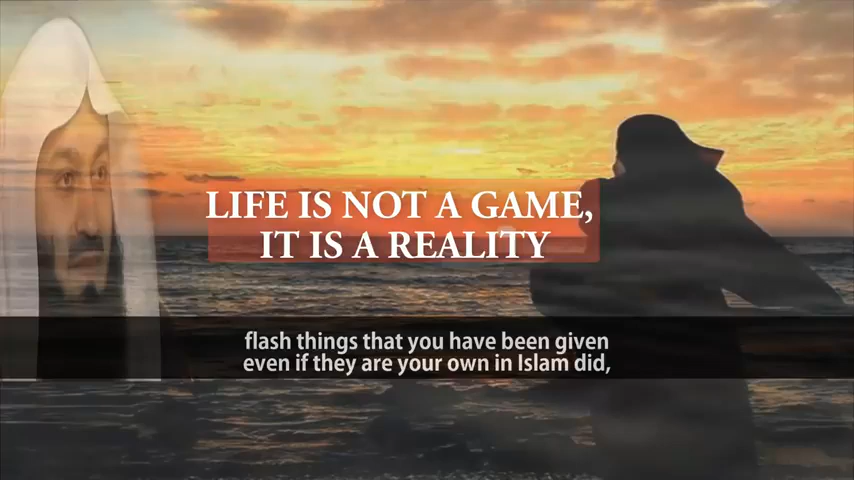 LIFE IS NOT A GAME,
IT IS A REALITY
flash things that you have been given
even if they are your own in Islam did,